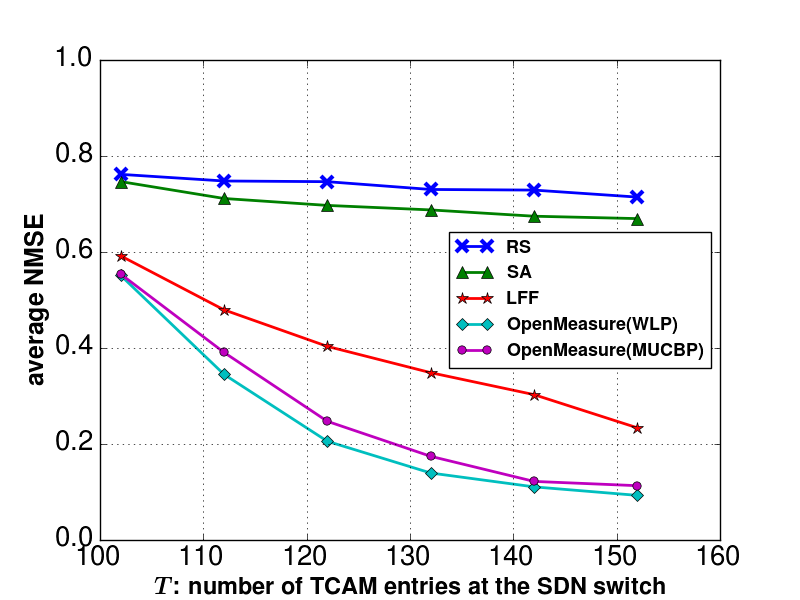 1.0
0.8
0.6
0.4
0.2
0.0
average NMSE
RS
SA
LFF
OpenMeasure(WLP)
OpenMeasure(MUCBP)
100 110 120 130 140 150 160
T: number of TCAM entries at the SDN switch